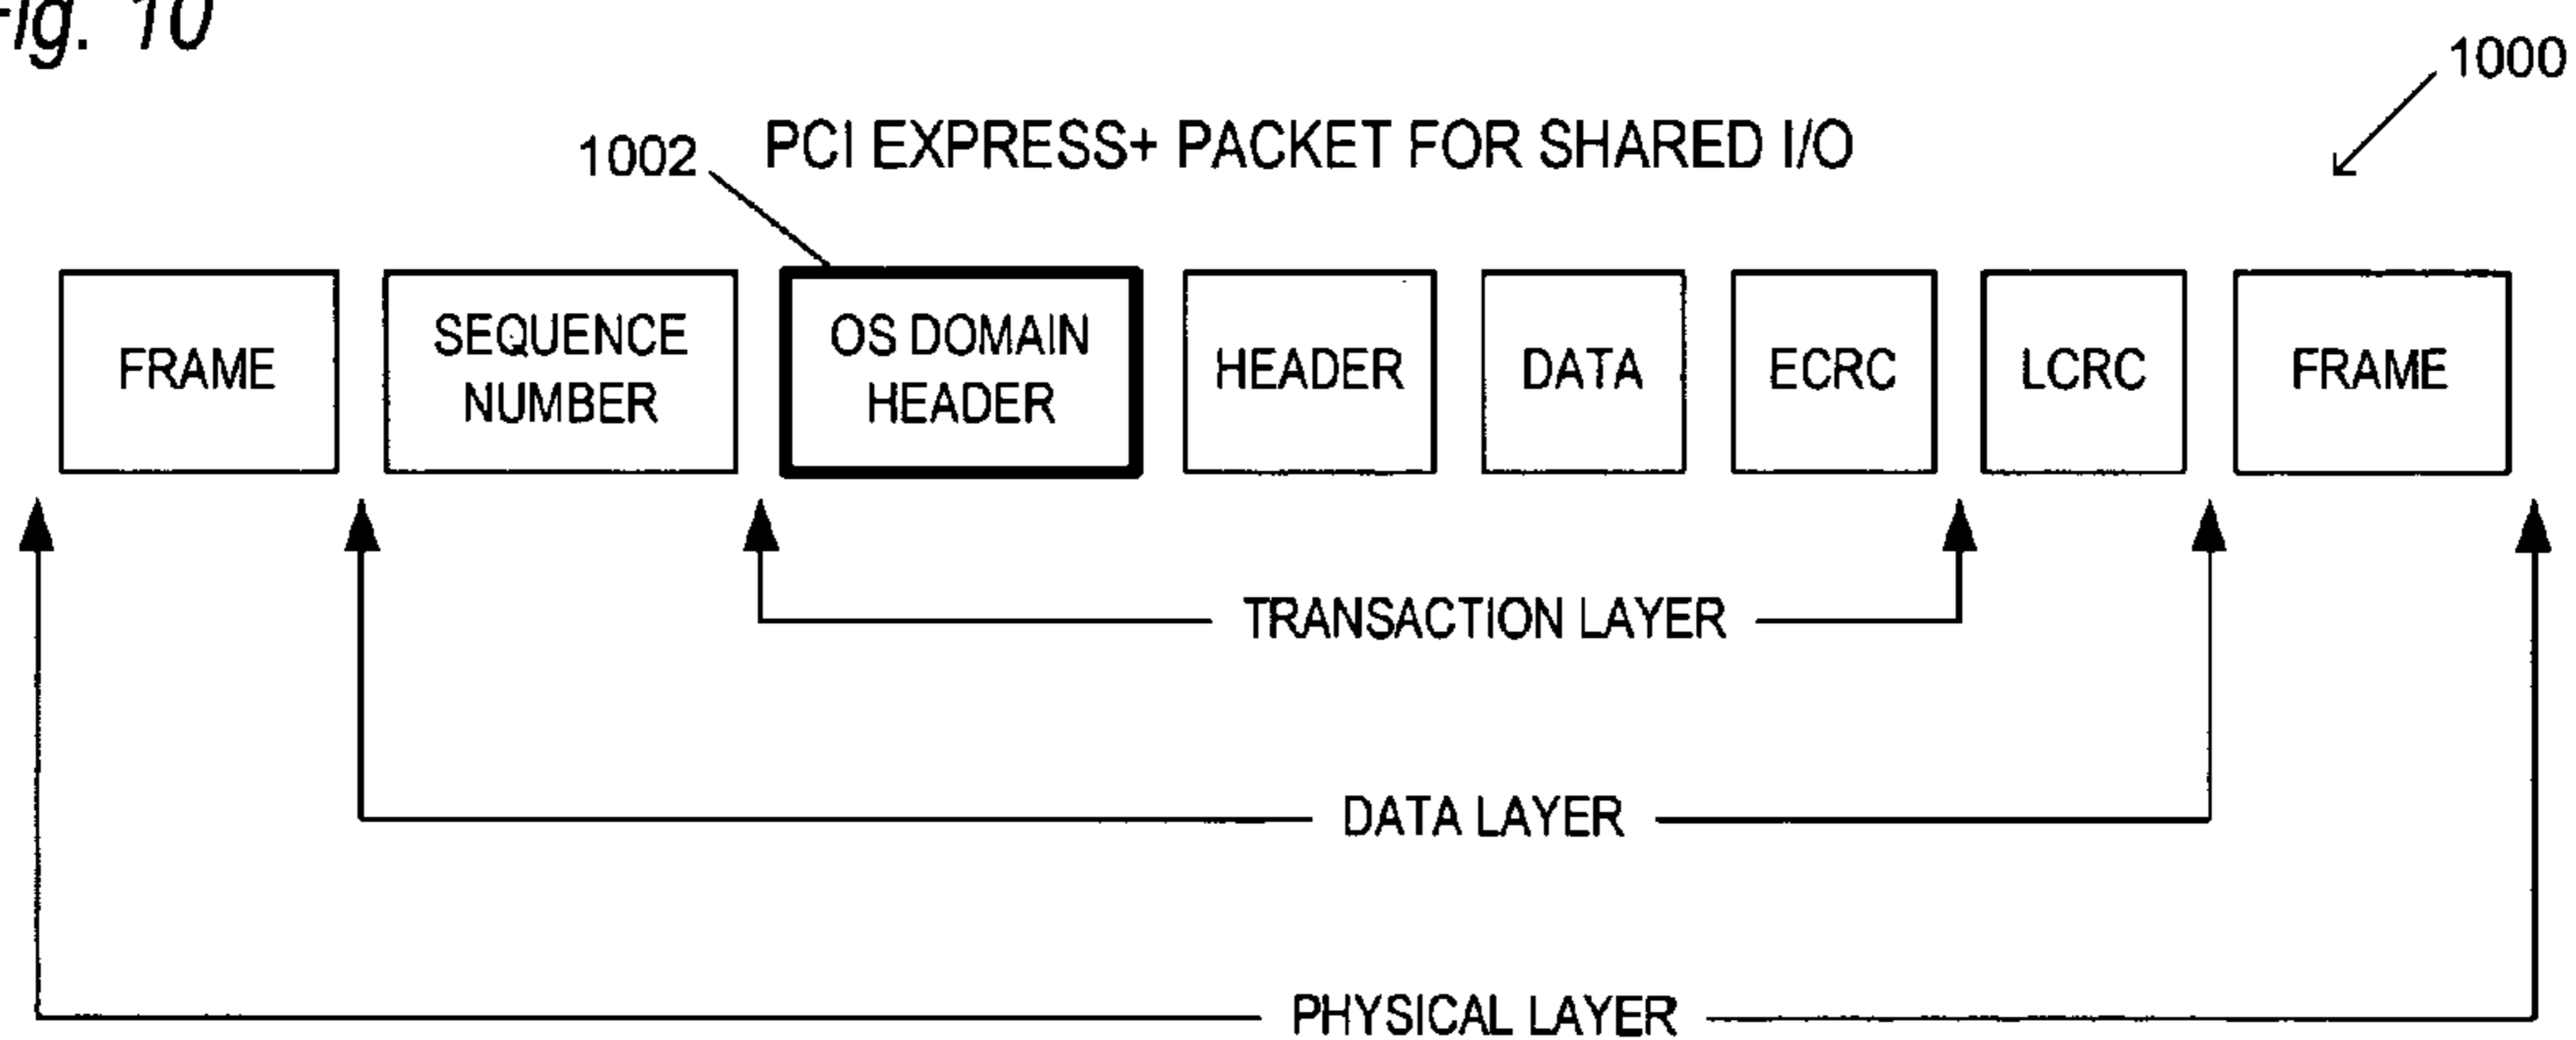 Fig. 10
1000
PCI EXPRESS+ PACKET FOR SHARED I/O
1002
FRAME
SEQUENCE
NUMBER
OS DOMAIN
HEADER
HEADER
DATA
ECRC
LCRC
FRAME
TRANSACTION LAYER
DATA LAYER
PHYSICAL LAYER